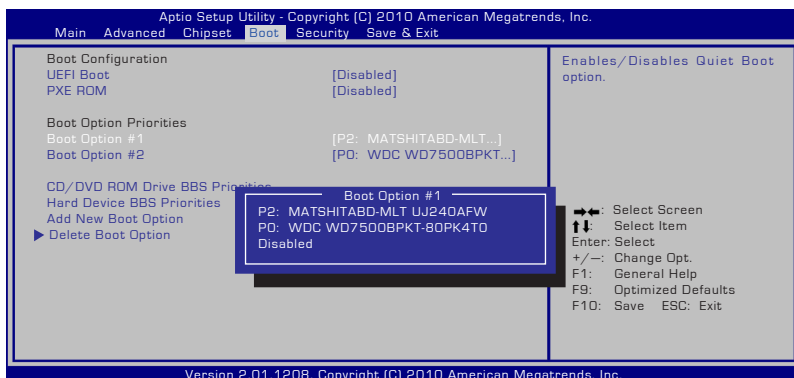 Aptio Setup Utility - Copyright (C) 2010 American Megatrends, Inc.
Main Advanced Chipset Boot Security Save & Exit
Boot Configuration
UEFI Boot [Disabled]
PXE ROM [Disabled]
Boot Option Priorities
Boot Option #1 [P2: MATSHITABD-MLT...]
Boot Option #2 [P0: WDC WD7500BPKT...]
CD/DVD ROM Drive BBS Priorities
Hard Device BBS Priorities
Add New Boot Option
Delete Boot Option
Boot Option #1
P2: MATSHITABD-MLT UJ240AFW
P0: WDC WD7500BPKT-80PK4T0
Disabled
Enables/Disables Quiet Boot
option.
→←: Select Screen
↑↓: Select Item
Enter: Select
+/—: Change Opt.
F1: General Help
F9: Optimized Defaults
F10: Save ESC: Exit
Version 2.01.1208. Copyright (C) 2010 American Megatrends, Inc.